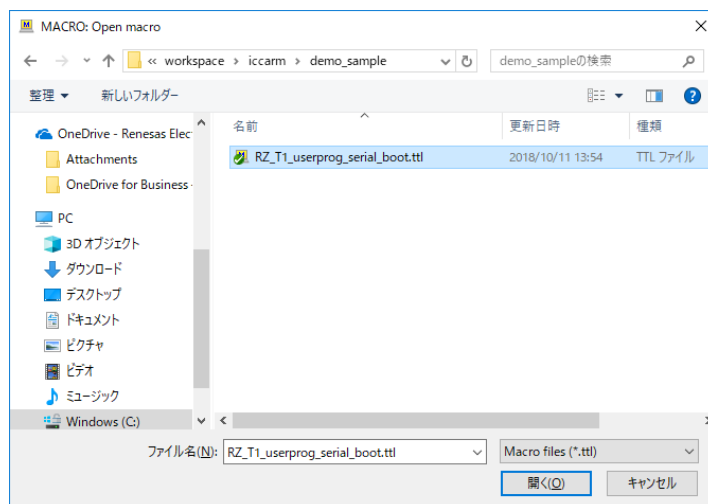 MACRO: Open macro
« workspace › iccarm › demo_sample
demo_sampleの検索
整理
新しいフォルダー
OneDrive - Renesas Elec
Attachments
OneDrive for Business -
PC
3D オブジェクト
ダウンロード
デスクトップ
ドキュメント
ピクチャ
ビデオ
ミュージック
Windows (C:)
名前 更新日時 種類
RZ_T1_userprog_serial_boot.ttl 2018/10/11 13:54 TTL ファイル
ファイル名(N): RZ_T1_userprog_serial_boot.ttl Macro files (*.ttl)
開く(O) キャンセル